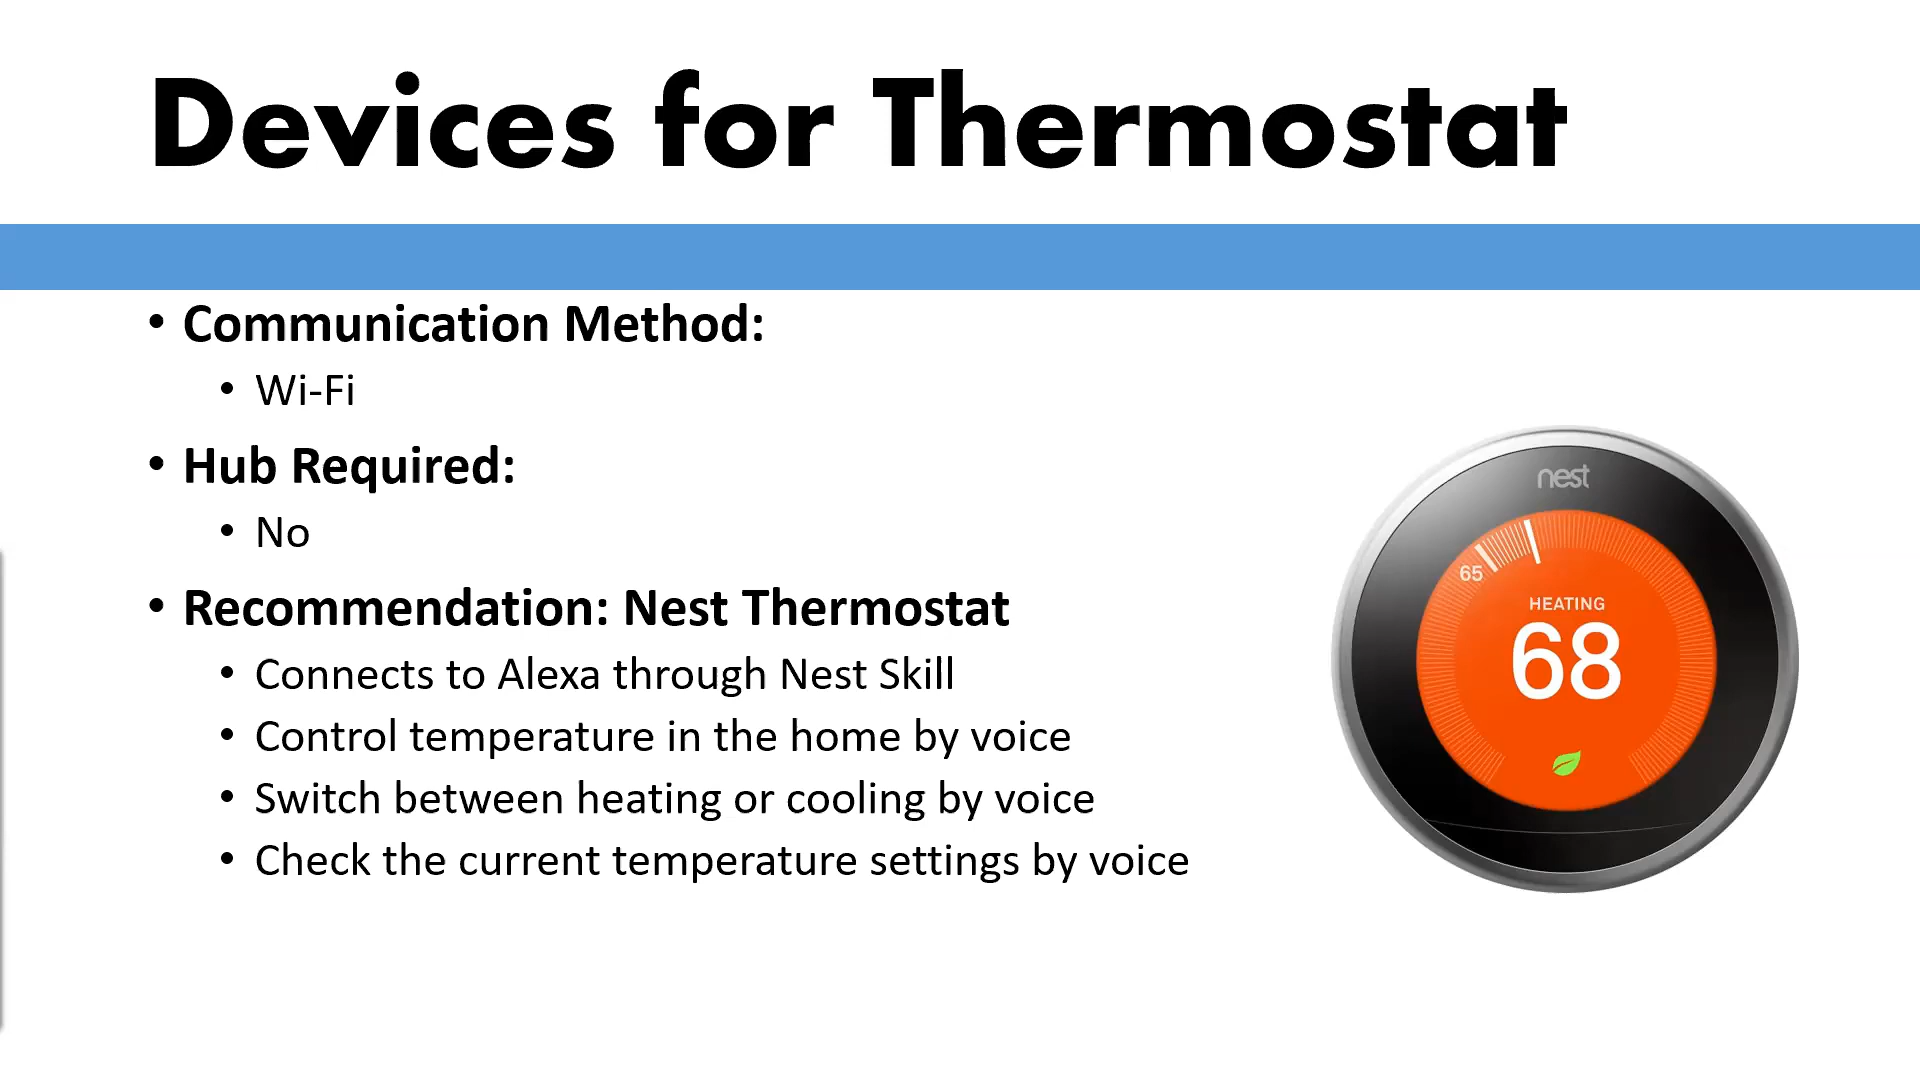 Devices for Thermostat
• Communication Method:
• Wi-Fi
• Hub Required:
• No
• Recommendation: Nest Thermostat
• Connects to Alexa through Nest Skill
• Control temperature in the home by voice
• Switch between heating or cooling by voice
• Check the current temperature settings by voice
nest
65
HEATING
68